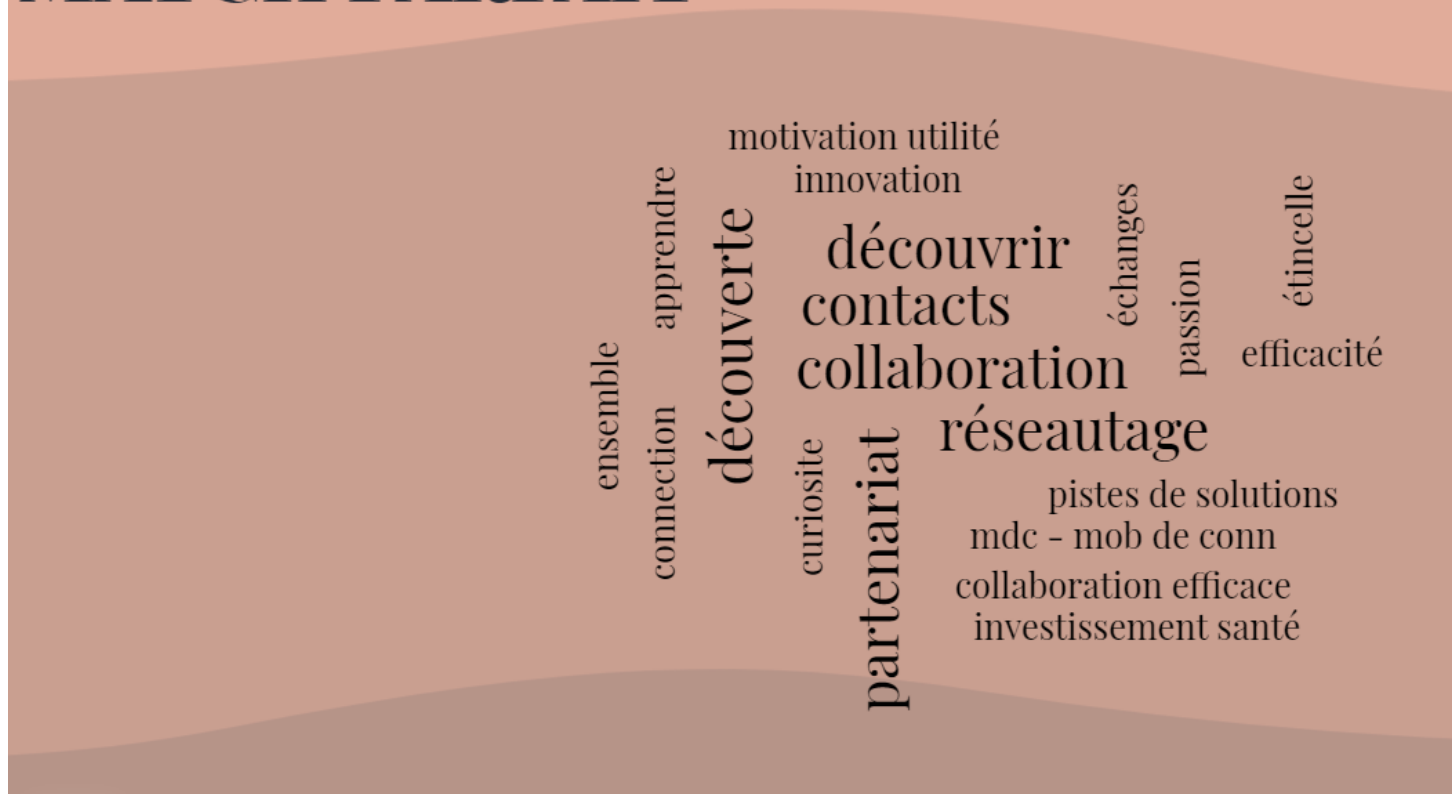 motivation utilité
innovation
apprendre
découverte
découvrir
échanges
étincelle
contacts
passion
collaboration
efficacité
ensemble
connection
réseautage
curiosite
partenariat
pistes de solutions
mdc - mob de conn
collaboration efficace
investissement santé